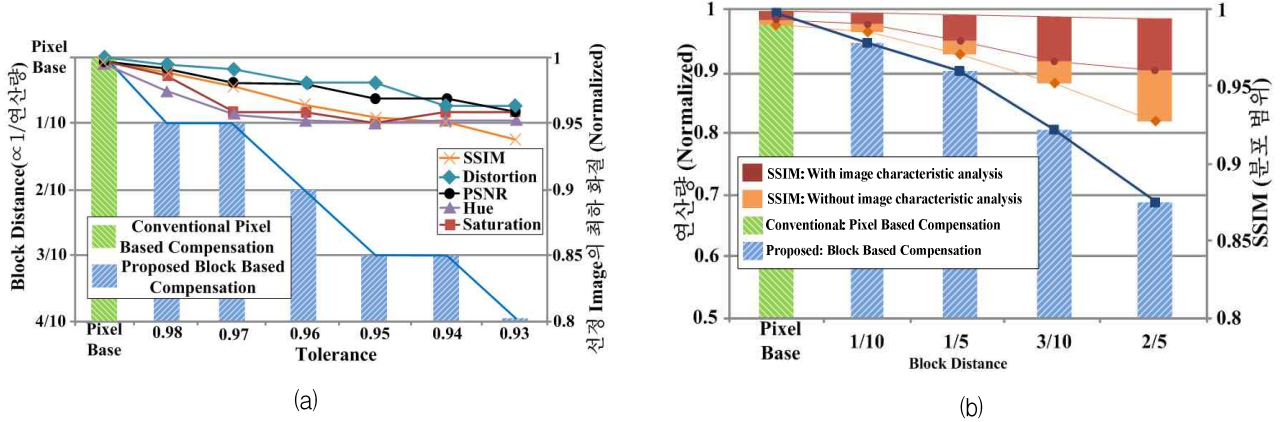 Pixel
Base
1/10
2/10
3/10
4/10
Block Distance(∝1/연산량)
1
0.95
0.9
0.85
0.8
선정 Image의 최하 화질 (Normalized)
SSIM
Distortion
PSNR
Hue
Saturation
Conventional Pixel
Based Compensation
Proposed Block Based
Compensation
Pixel
Base
0.98
0.97
0.96
0.95
0.94
0.93
Tolerance
(a)
1
0.9
0.8
0.7
0.6
0.5
연산량 (Normalized)
1
0.95
0.9
0.85
0.8
SSIM (분포 범위)
SSIM: With image characteristic analysis
SSIM: Without image characteristic analysis
Conventional: Pixel Based Compensation
Proposed: Block Based Compensation
Pixel
Base
1/10
1/5
3/10
2/5
Block Distance
(b)